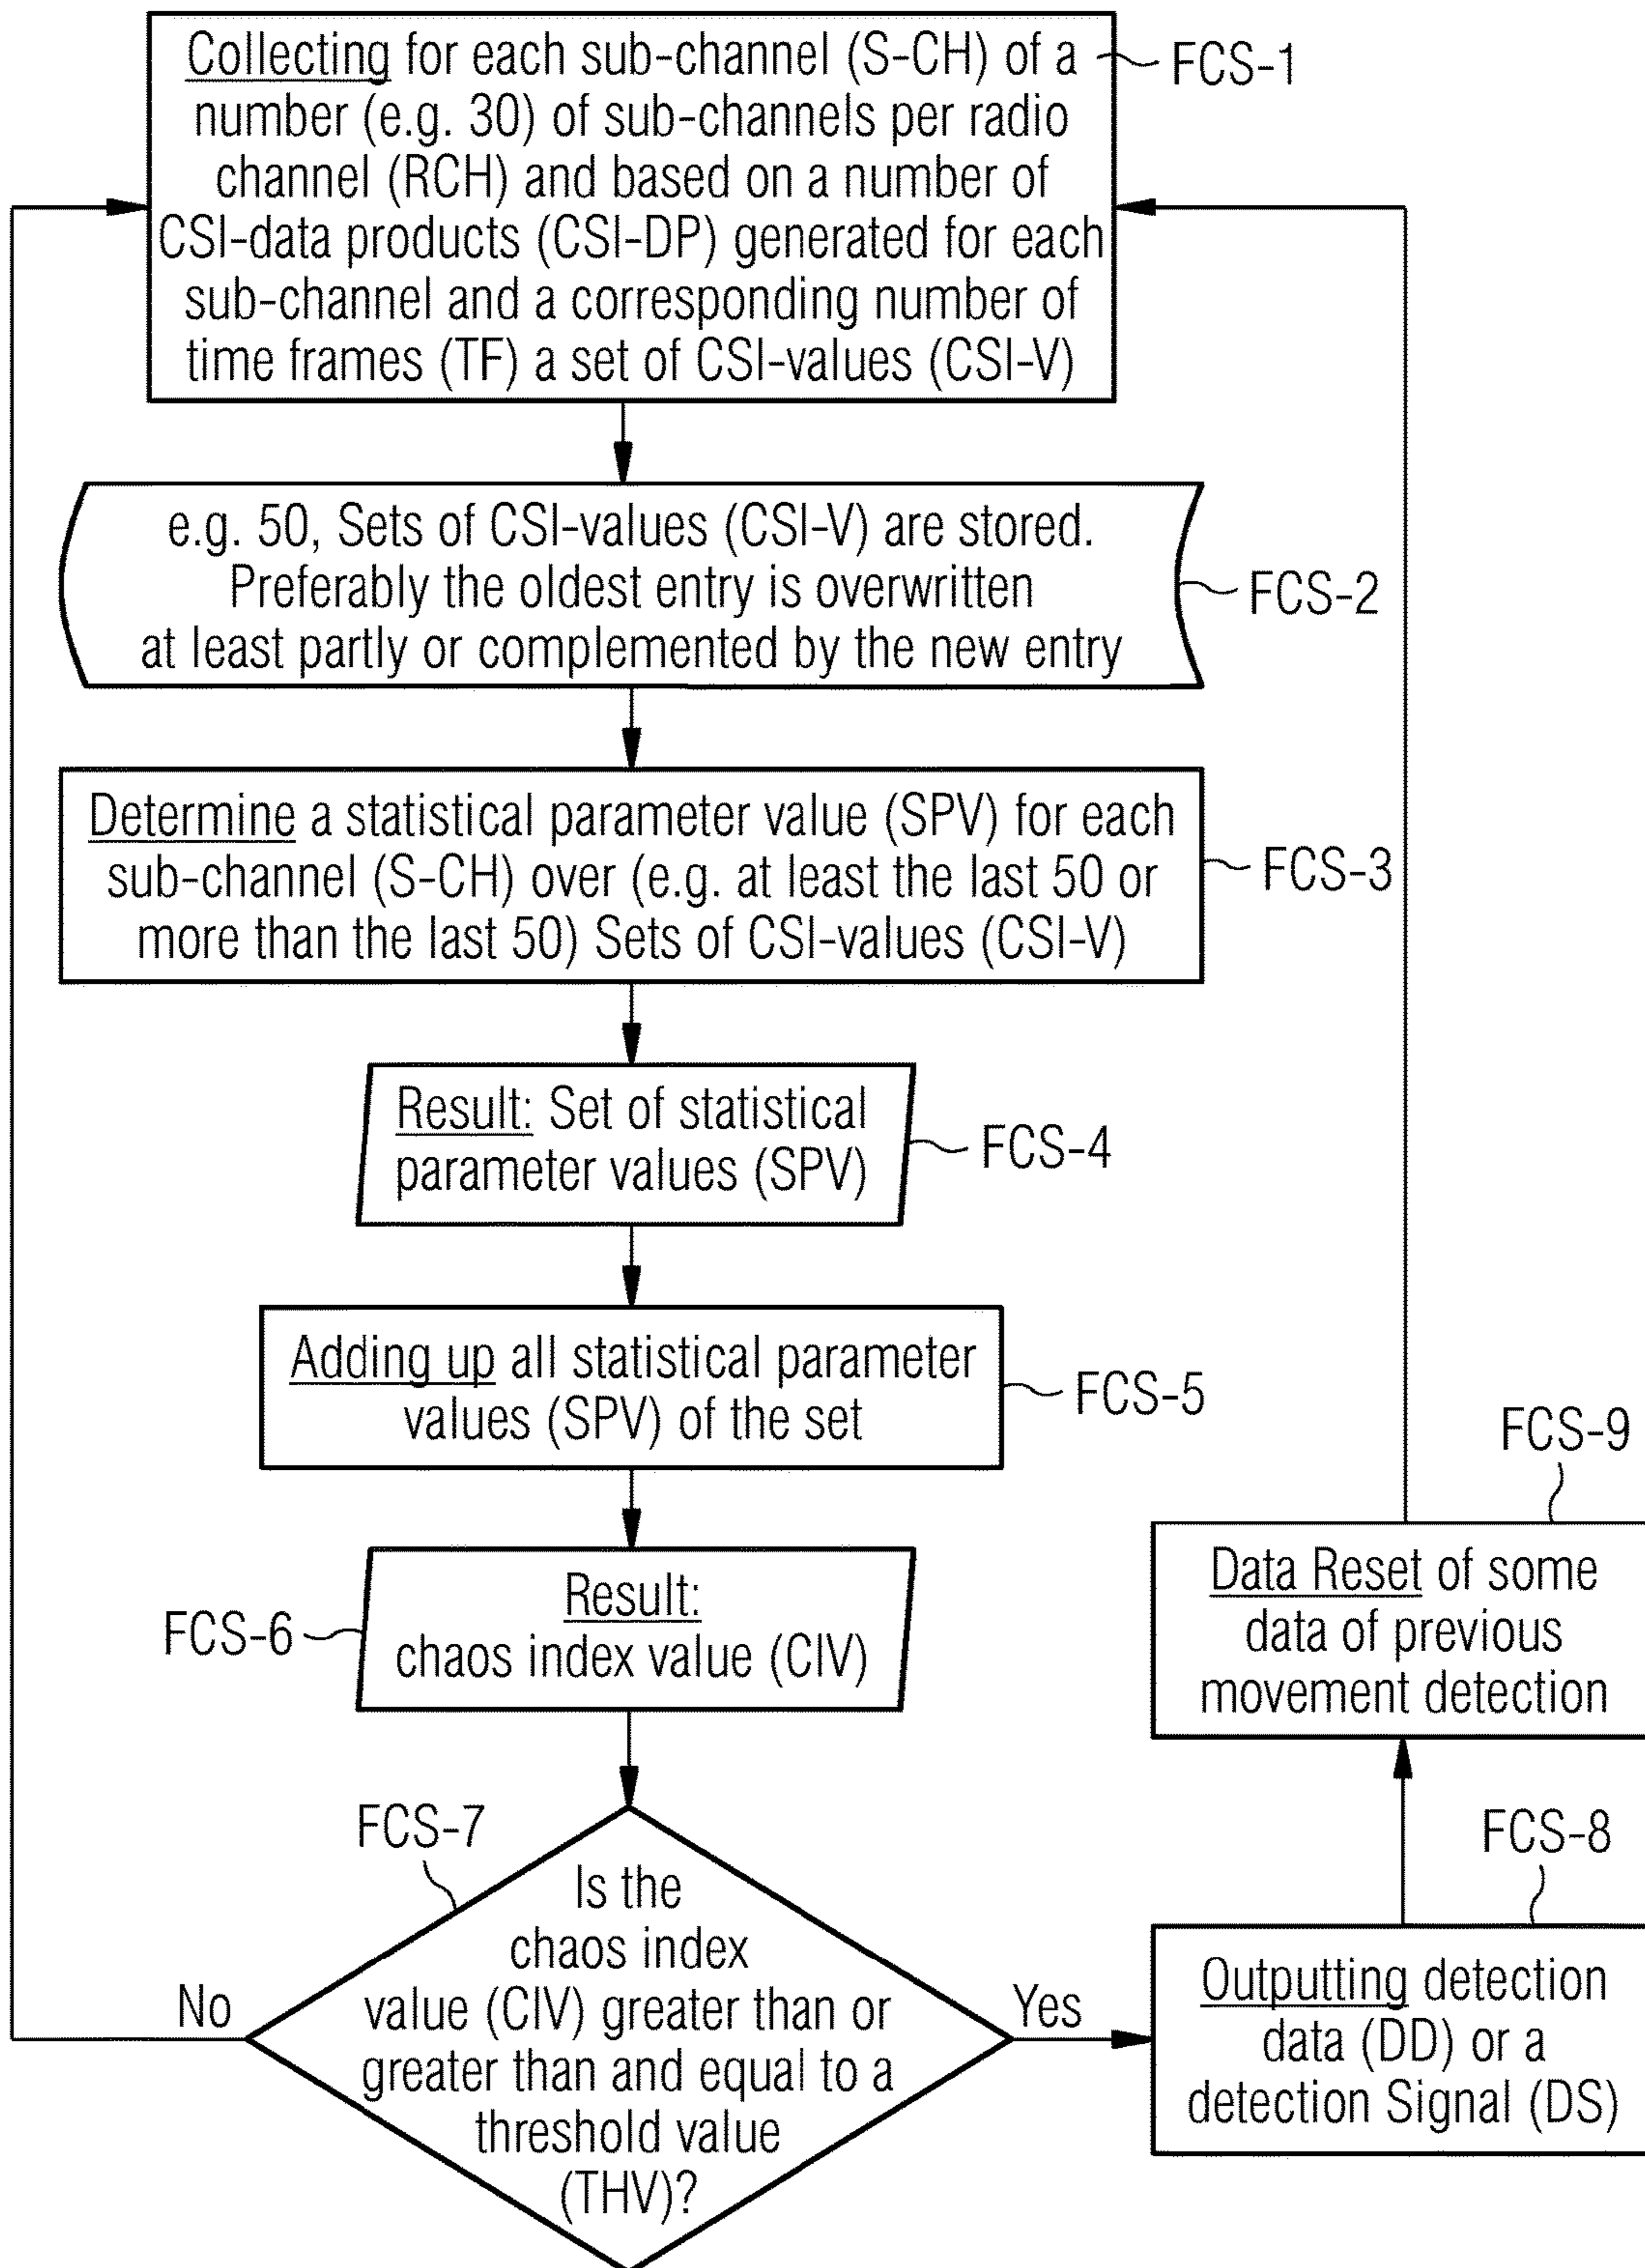 Collecting for each sub-channel (S-CH) of a
number (e.g. 30) of sub-channels per radio
channel (RCH) and based on a number of
CSI-data products (CSI-DP) generated for each
sub-channel and a corresponding number of
time frames (TF) a set of CSI-values (CSI-V)
FCS-1
e.g. 50, Sets of CSI-values (CSI-V) are stored.
Preferably the oldest entry is overwritten
at least partly or complemented by the new entry
FCS-2
Determine a statistical parameter value (SPV) for each
sub-channel (S-CH) over (e.g. at least the last 50 or
more than the last 50) Sets of CSI-values (CSI-V)
FCS-3
Result: Set of statistical
parameter values (SPV)
FCS-4
Adding up all statistical parameter
values (SPV) of the set
FCS-5
FCS-6
Result:
chaos index value (CIV)
FCS-7
Is the
chaos index
value (CIV) greater than or
greater than and equal to a
threshold value
(THV)?
No
Yes
FCS-8
Outputting detection
data (DD) or a
detection Signal (DS)
FCS-9
Data Reset of some
data of previous
movement detection